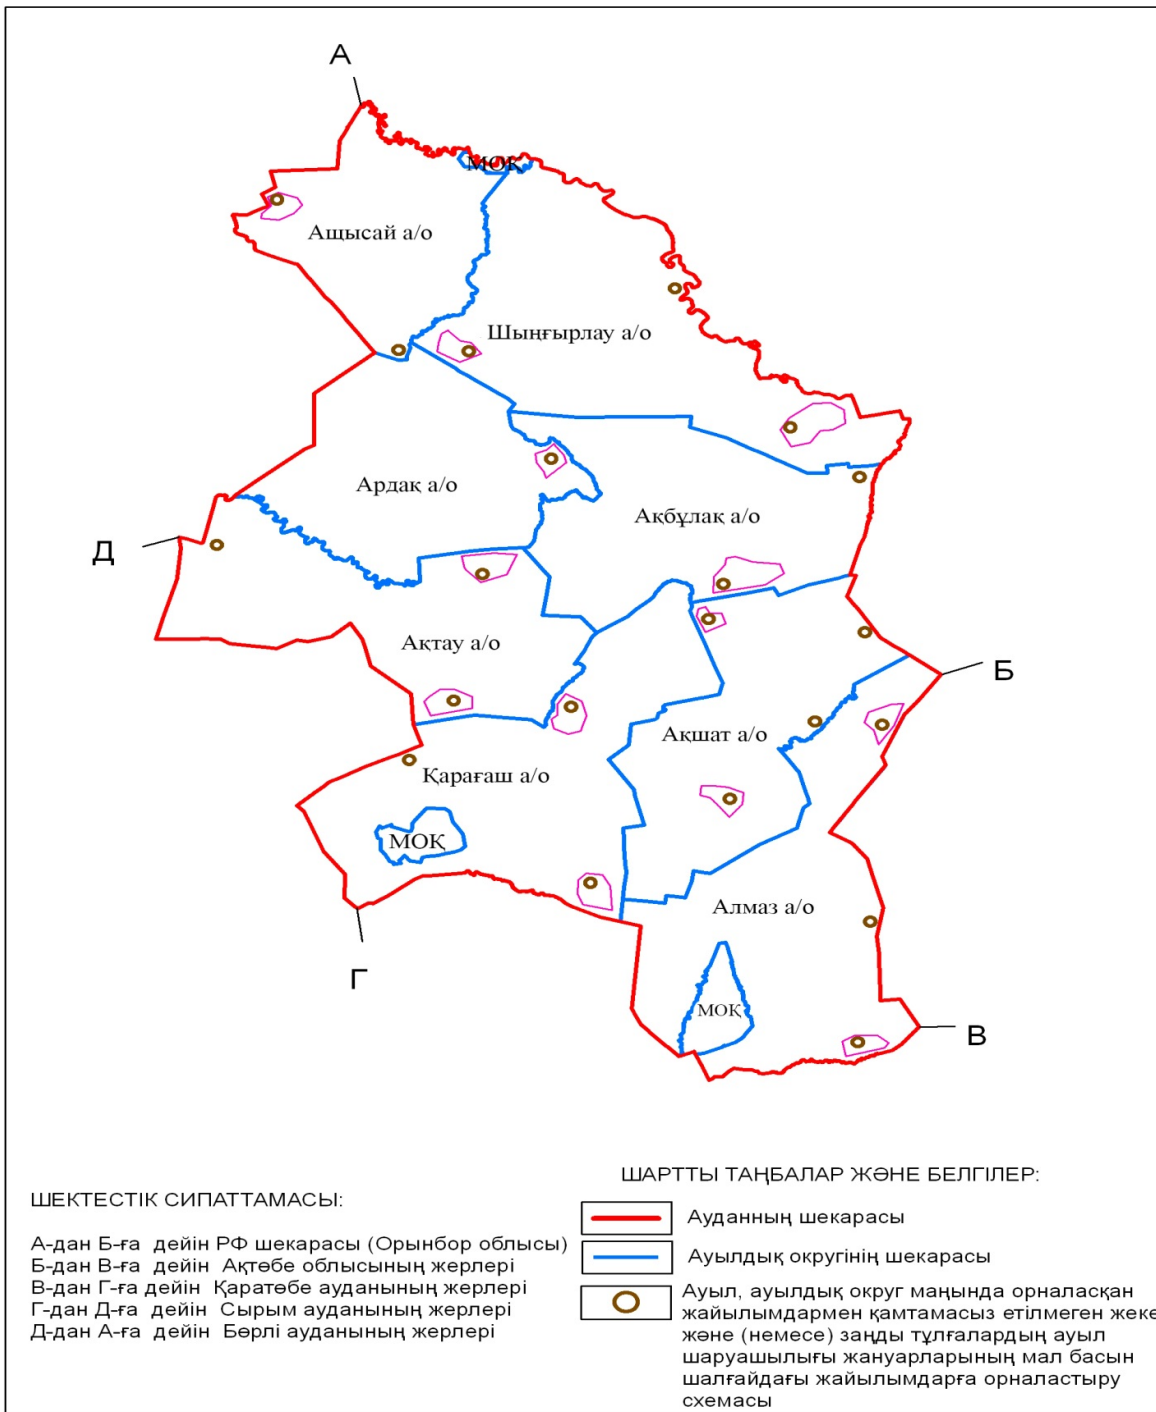 А
МОҚ
Ащысай а/о
Шыңғырлау а/о
Ардақ а/о
Ақбұлақ а/о
Д
Ақтау а/о
Б
Ақшат а/о
Қарағаш а/о
МОҚ
Алмаз а/о
Г
МОҚ
В
ШЕКТЕСТІК СИПАТТАМАСЫ:
А-дан Б-ға дейін РФ шекарасы (Орынбор облысы)
Б-дан В-ға дейін Ақтөбе облысының жерлері
В-дан Г-ға дейін Қаратөбе ауданының жерлері
Г-дан Д-ға дейін Сырым ауданының жерлері
Д-дан А-ға дейін Бөрлі ауданының жерлері
ШАРТТЫ ТАҢБАЛАР ЖӘНЕ БЕЛГІЛЕР:
Ауданның шекарасы
Ауылдық округінің шекарасы
Ауыл, ауылдық округ маңында орналасқан
жайылымдармен қамтамасыз етілмеген жеке
және (немесе) заңды тұлғалардың ауыл
шаруашылығы жануарларының мал басын
шалғайдағы жайылымдарға орналастыру
схемасы